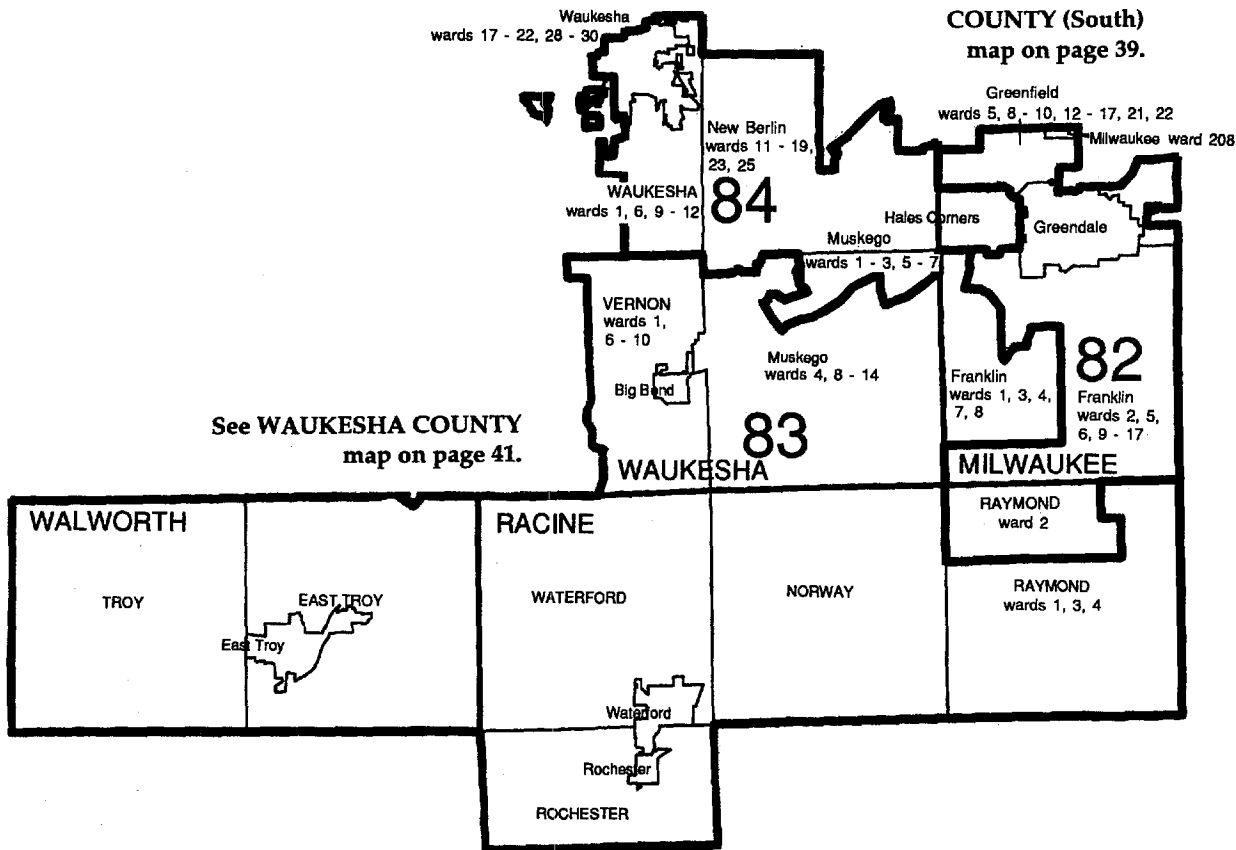 Waukesha
wards 17 - 22, 28 - 30
COUNTY (South)
map on page 39.
Greenfield
wards 5, 8 - 10, 12 - 17, 21, 22
Milwaukee ward 208
New Berlin
wards 11 - 19,
23, 25
WAUKESHA
wards 1, 6, 9 - 12
84
Hales Corners
Greendale
Muskego
wards 1 - 3, 5 - 7
VERNON
wards 1,
6 - 10
Big Bend
Muskego
wards 4, 8 - 14
Franklin
wards 1, 3, 4,
7, 8
82
Franklin
wards 2, 5,
6, 9 - 17
See WAUKESHA COUNTY
map on page 41.
83
WAUKESHA
MILWAUKEE
WALWORTH
RACINE
RAYMOND
ward 2
TROY
EAST TROY
East Troy
WATERFORD
NORWAY
RAYMOND
wards 1, 3, 4
Waterford
Rochester
ROCHESTER